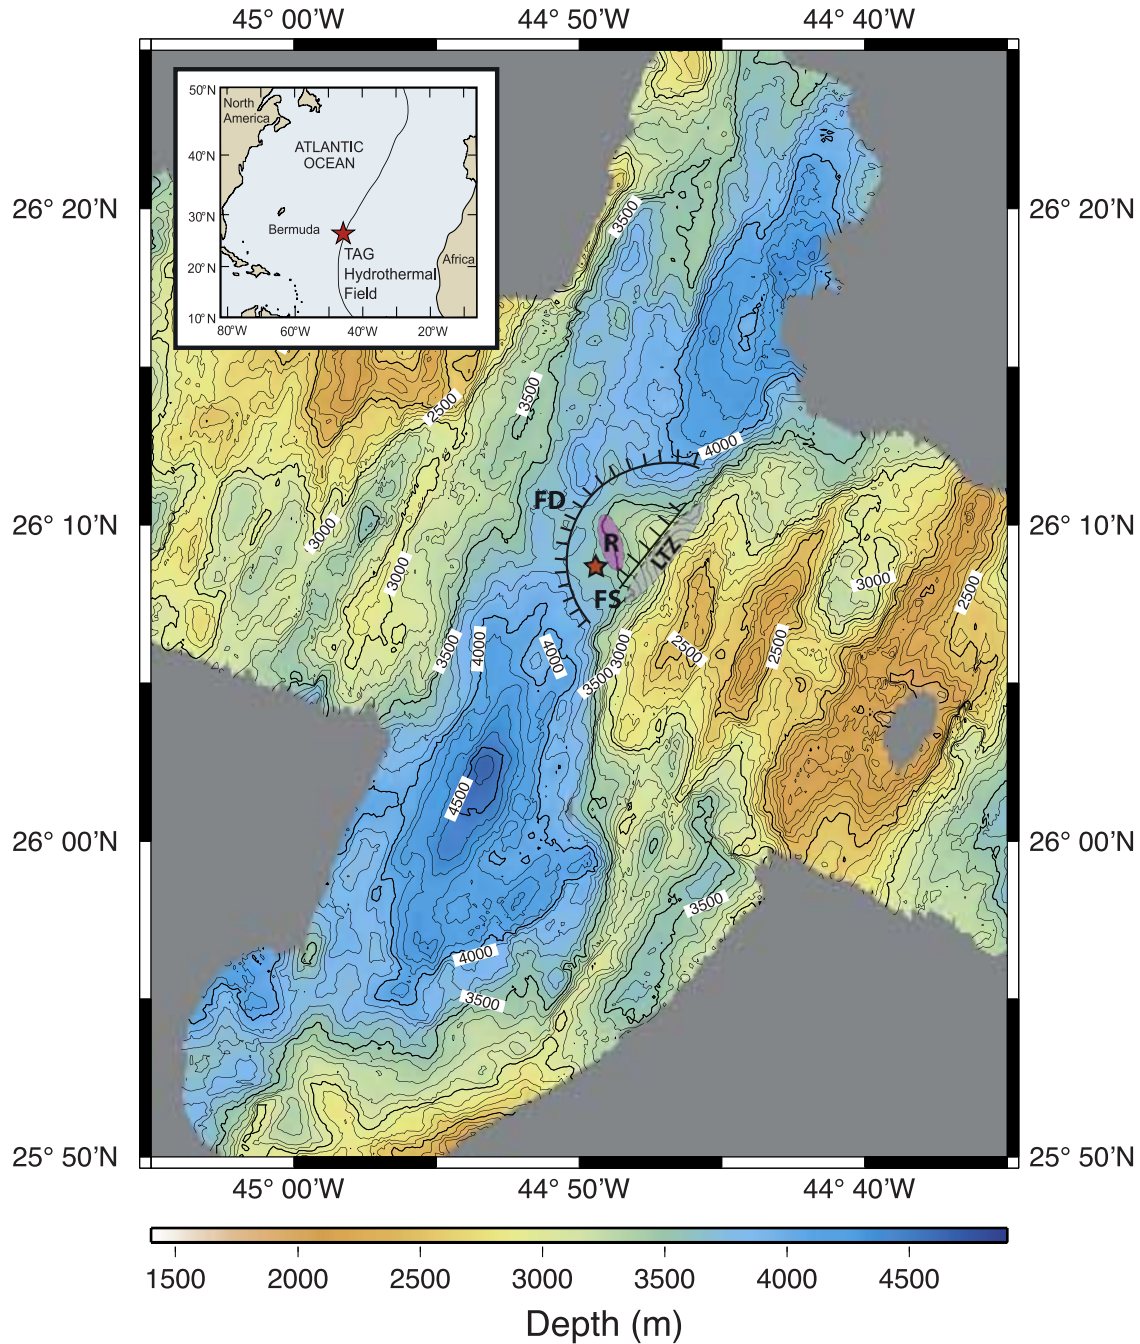 45° 00'W 44° 50'W 44° 40'W
50°N
North
America
ATLANTIC
OCEAN
40°N
30°N
Bermuda
TAG
Hydrothermal
Field
Africa
20°N
10°N
80°W 60°W 40°W 20°W
26° 20'N 26° 20'N
3500
3500
2500
4000
FD
26° 10'N 26° 10'N
3000
R
LTZ
3000
3000
FS
2500
3500
4000
4000
3000
3500
2500
2500
4500
26° 00'N 26° 00'N
3500
4000
3500
25° 50'N 25° 50'N
45° 00'W 44° 50'W 44° 40'W
1500 2000 2500 3000 3500 4000 4500
Depth (m)